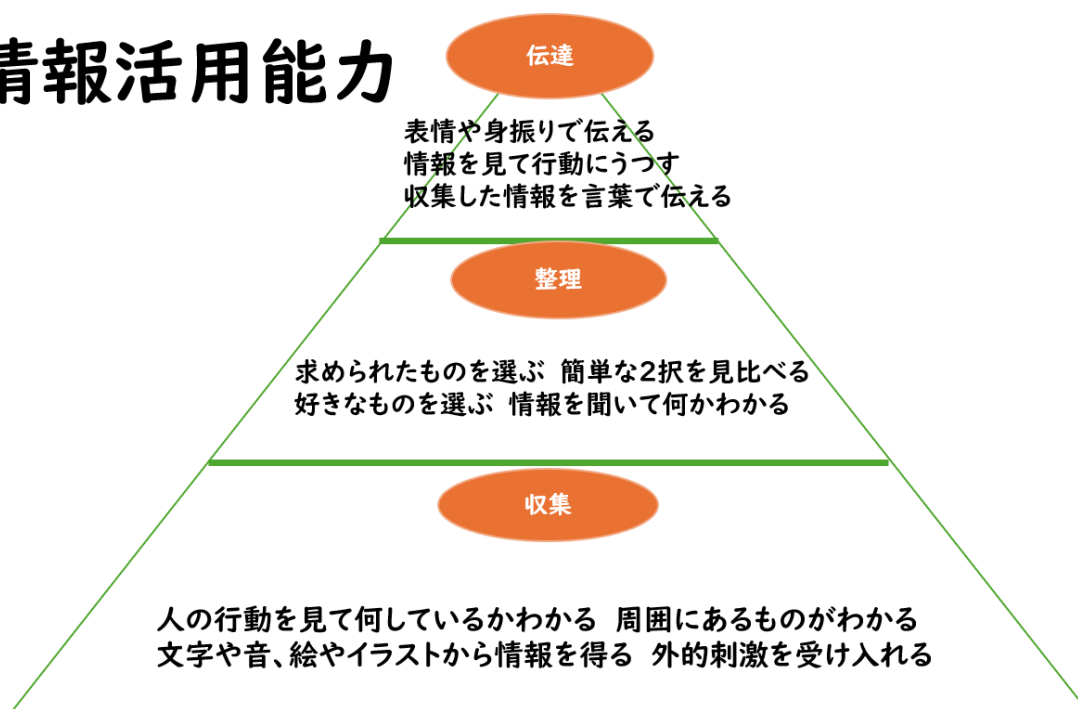 情報活用能力
伝達
表情や身振りで伝える
情報を見て行動にうつす
収集した情報を言葉で伝える
整理
求められたものを選ぶ 簡単な2択を見比べる
好きなものを選ぶ 情報を聞いて何かわかる
収集
人の行動を見て何しているかわかる 周囲にあるものがわかる
文字や音、絵やイラストから情報を得る 外的刺激を受け入れる